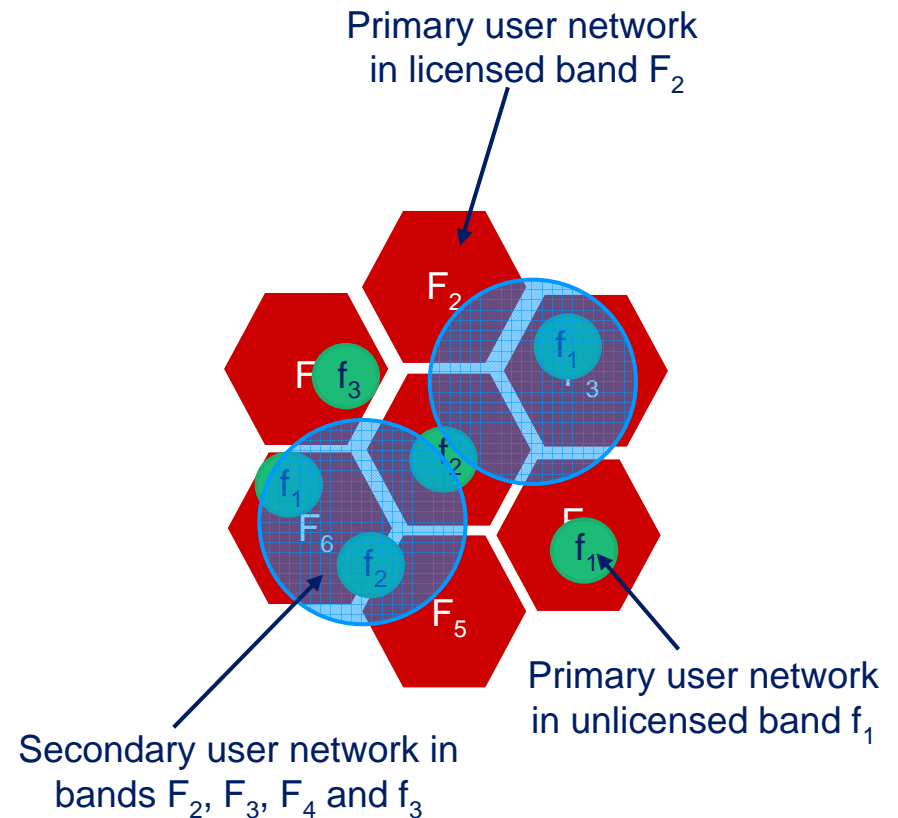 Primary user network
in licensed band F₂
F₂
f₁
₃
F
f₃
f₂
f₁
F₆
f₁
f₂
F₅
Primary user network
in unlicensed band f₁
Secondary user network in
bands F₂, F₃, F₄ and f₃